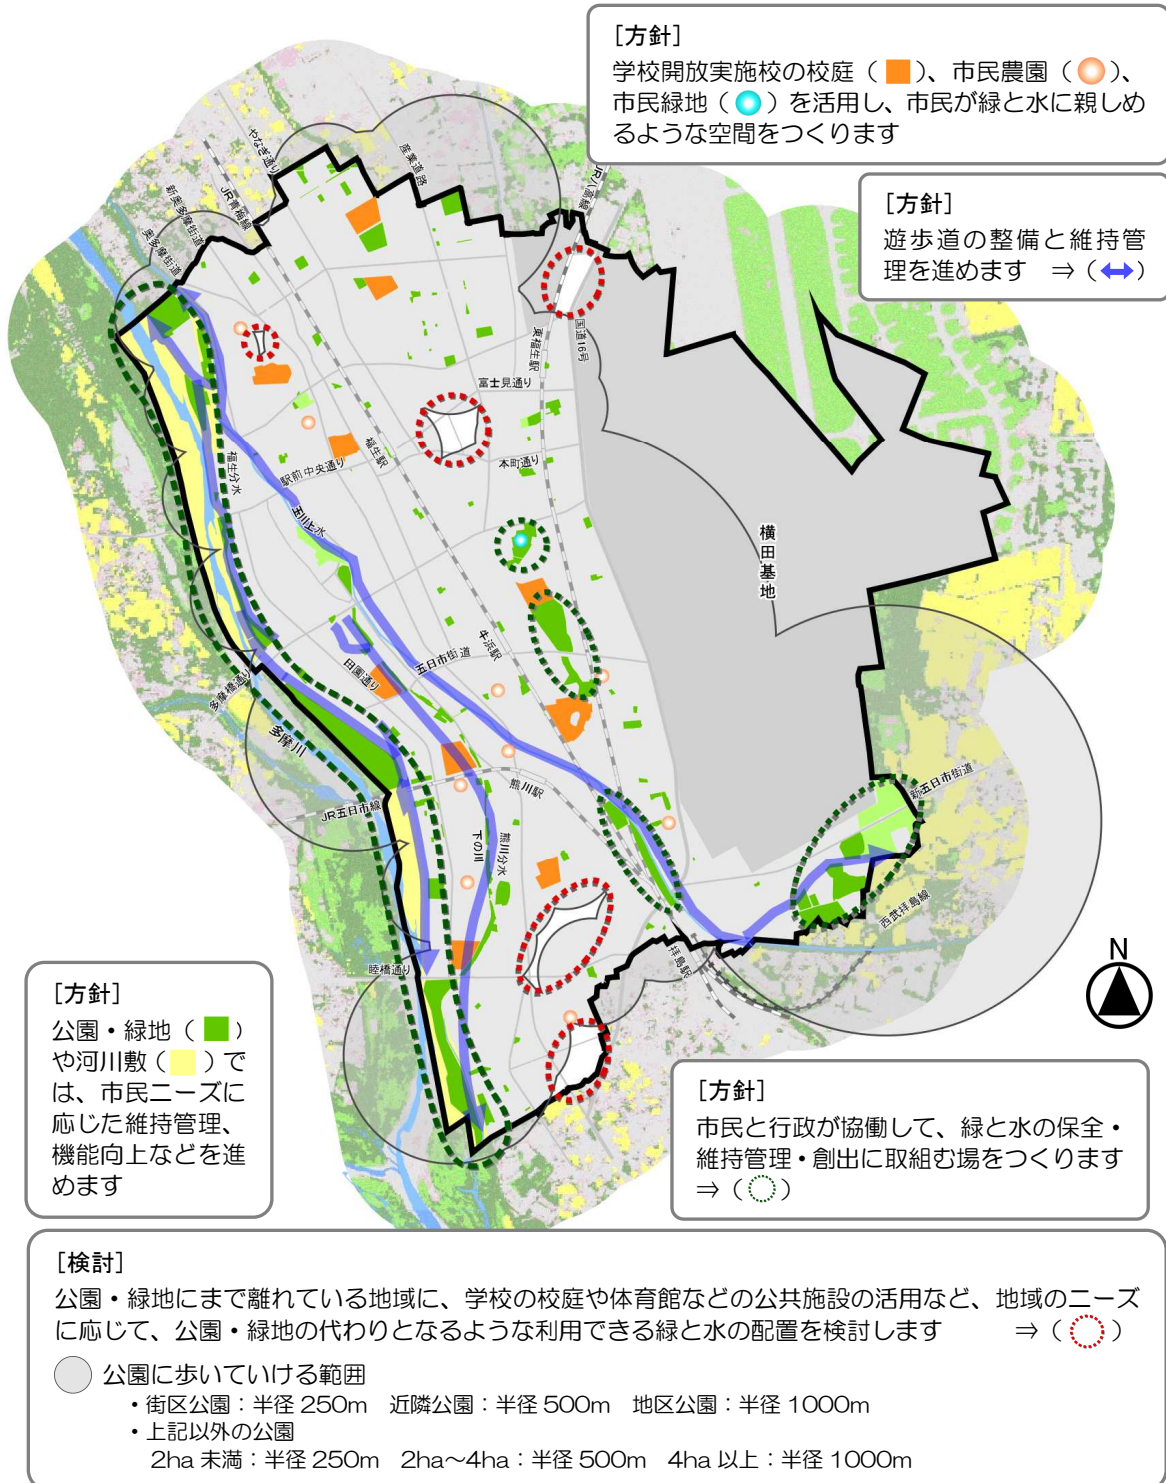 [方針]
学校開放実施校の校庭（ ）、市民農園（ ）、
市民緑地（ ）を活用し、市民が緑と水に親しめ
るような空間をつくります
[方針]
遊歩道の整備と維持管
理を進めます ⇒（ ）
やなぎ通り
産業道路
JR八高線
JR青梅線
新奥多摩街道
奥多摩街道
東福生駅
国道16号
富士見通り
福生駅
本町通り
駅前中央通り
福生分水
玉川上水
横田基地
牛浜駅
五日市街道
田園通り
多摩橋通り
多摩川
熊川駅
JR五日市線
新五日市街道
下の川
熊川分水
西武拝島線
拝島駅
睦橋通り
N
[方針]
公園・緑地（ ）
や河川敷（ ）で
は、市民ニーズに
応じた維持管理、
機能向上などを進
めます
[方針]
市民と行政が協働して、緑と水の保全・
維持管理・創出に取組む場をつくります
⇒（ ）
[検討]
公園・緑地にまで離れている地域に、学校の校庭や体育館などの公共施設の活用など、地域のニーズ
に応じて、公園・緑地の代わりとなるような利用できる緑と水の配置を検討します ⇒（ ）
公園に歩いていける範囲
・街区公園：半径 250m 近隣公園：半径 500m 地区公園：半径 1000m
・上記以外の公園
2ha 未満：半径 250m 2ha～4ha：半径 500m 4ha 以上：半径 1000m